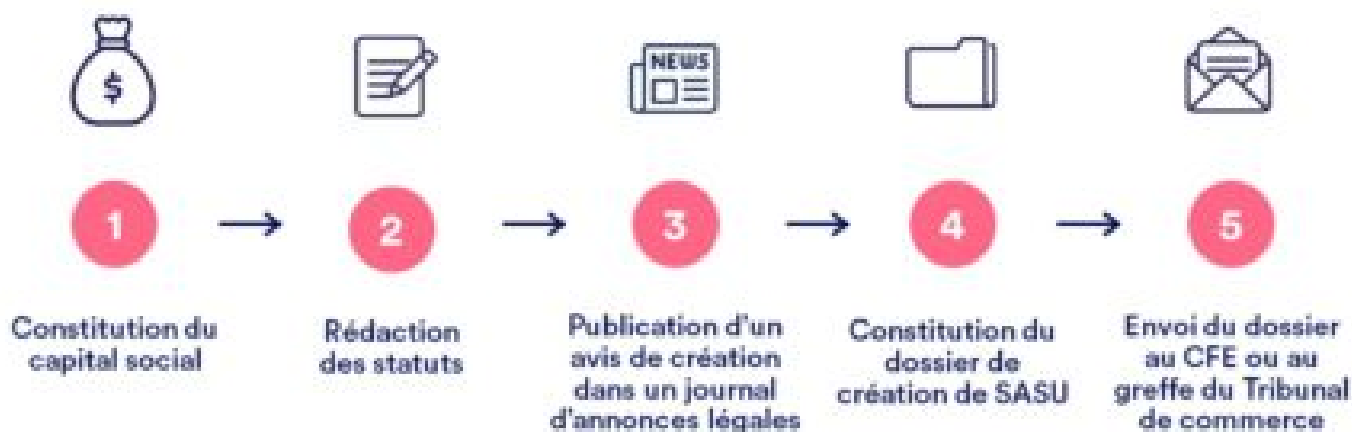 $
NEWS
1
2
3
4
5
Constitution du
capital social
Rédaction
des statuts
Publication d'un
avis de création
dans un journal
d'annonces légales
Constitution du
dossier de
création de SASU
Envoi du dossier
au CFE ou au
greffe du Tribunal
de commerce